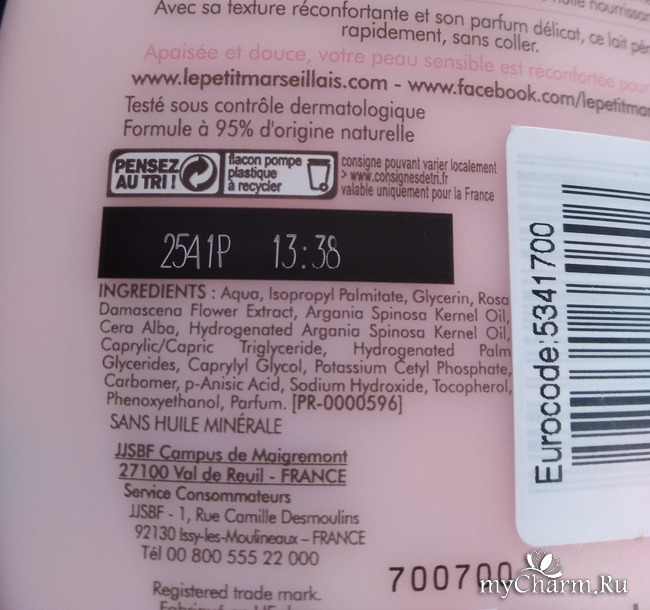 Avec sa texture réconfortante et son parfum délicat, ce lait
rapidement, sans coller.
Apaisée et douce, votre peau sensible est réconfortée pour
www.lepetitmarseillais.com - www.facebook.com/lepetitmar
Testé sous contrôle dermatologique
Formule à 95% d'origine naturelle
PENSEZ
AU TRI !
flacon pompe
plastique
à recycler
consigne pouvant varier localement
> www.consignesdetri.fr
valable uniquement pour la France
2541P 13:38
INGREDIENTS : Aqua, Isopropyl Palmitate, Glycerin, Rosa
Damascena Flower Extract, Argania Spinosa Kernel Oil,
Cera Alba, Hydrogenated Argania Spinosa Kernel Oil,
Caprylic/Capric Triglyceride, Hydrogenated Palm
Glycerides, Caprylyl Glycol, Potassium Cetyl Phosphate,
Carbomer, p-Anisic Acid, Sodium Hydroxide, Tocopherol,
Phenoxyethanol, Parfum. [PR-0000596]
SANS HUILE MINÉRALE
JJSBF Campus de Maigremont
27100 Val de Reuil - FRANCE
Service Consommateurs
JJSBF - 1, Rue Camille Desmoulins
92130 Issy-les-Moulineaux - FRANCE
Tél 00 800 555 22 000
Registered trade mark.
Eurocode:5341700
700700
myCharm.Ru